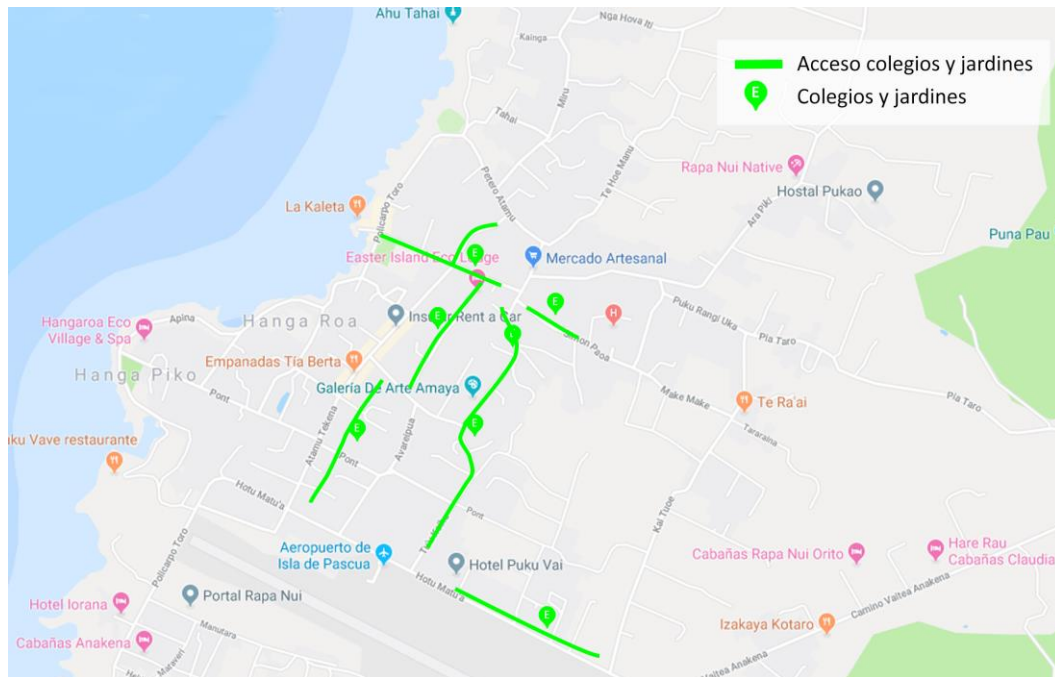 Ahu Tahai
Nga Hova Iti
Kainga
Miru
Acceso colegios y jardines
E
Colegios y jardines
Tahai
Te Hoe Manu
Petero Atamu
Rapa Nui Native
Hostal Pukao
Ara Piki
La Kaleta
Policarpo Toro
Puna Pau
E
Easter Island Eco Lodge
Mercado Artesanal
E
E
H
Puku Rangi Uka
Pia Taro
Hangaroa Eco
Village & Spa
Apina
Hanga Roa
Insular Rent a Car
Simon Paoa
Hanga Piko
Empanadas Tía Berta
Galería De Arte Amaya
Make Make
Te Ra'ai
Pia Taro
Pont
Tararaina
E
E
Avareipua
Atamu Tekena
Pont
uku Vave restaurante
Hotu Matu'a
Pont
Kai Tuoe
Policarpo Toro
Aeropuerto de
Isla de Pascua
Hotel Puku Vai
Hotu Matu'a
Cabañas Rapa Nui Orito
Hare Rau
Cabañas Claudia
Portal Rapa Nui
Hotel Iorana
E
Camino Vaitea Anakena
Izakaya Kotaro
Manutara
Cabañas Anakena
Maraveri
Vaitea Anakena